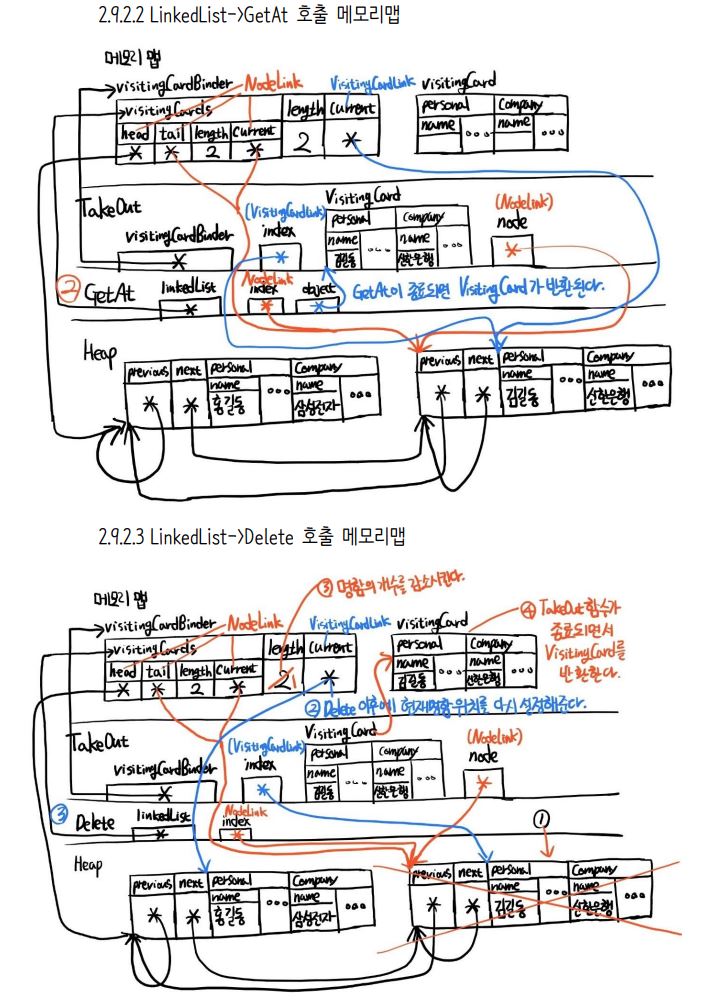 2.9.2.2 LinkedList->GetAt 호출 메모리맵
메모리 맵
visitingCardBinder NodeLink VisitingCardLink visitingCard
visitingCards length current personal Company
head tail length Current name name
* * 2 * 2 * ... ...
TakeOut (VisitingCardLink) VisitingCard (NodeLink)
visitingCardBinder index personal Company node
* * name ... name ... *
김길동 신한은행
② GetAt linkedList NodeLink index object GetAt이 종료되면 VisitingCard가 반환된다.
* * *
Heap
previous next personal Company previous next personal Company
* * name ... name ... * * name ... name ...
홍길동 삼성전자 김길동 신한은행
2.9.2.3 LinkedList->Delete 호출 메모리맵
메모리 맵
③ 명함의 개수를 감소시킨다.
visitingCardBinder NodeLink VisitingCardLink visitingCard
④ TakeOut 함수가
종료되면서
VisitingCard를
반환한다.
visitingCards length Current personal Company
head tail length Current name ... name ...
* * 2 * 2 1 * 김길동 신한은행
② Delete 이후에 현재명함 위치를 다시 설정해준다.
TakeOut (VisitingCardLink) VisitingCard (NodeLink)
visitingCardBinder index personal Company node
* * name ... name ... *
김길동 신한은행
③ Delete linkedList NodeLink index ①
* *
Heap
previous next personal Company previous next personal Company
* * name ... name ... * * name ... name ...
홍길동 삼성전자 김길동 신한은행